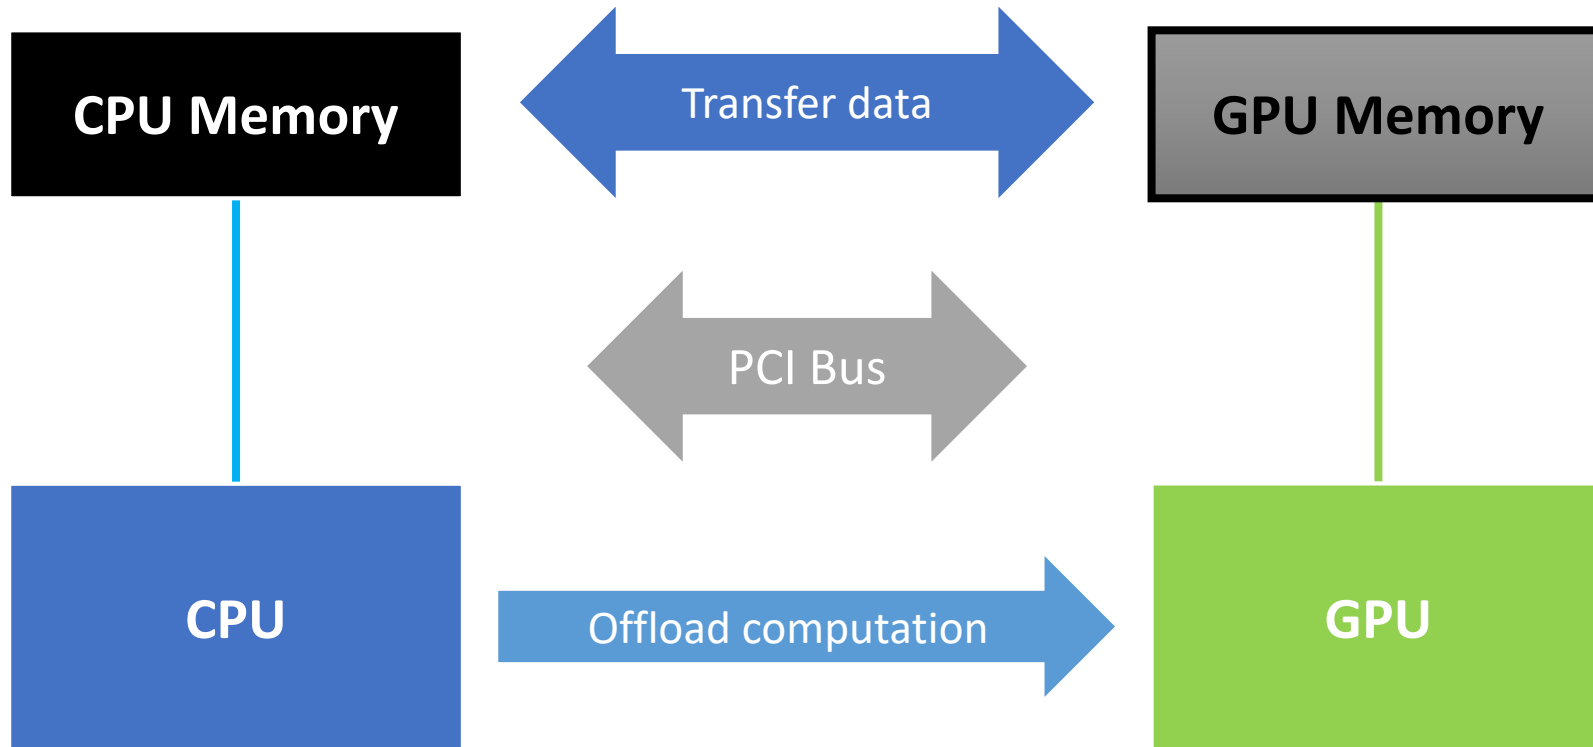 CPU Memory
Transfer data
GPU Memory
PCI Bus
CPU
Offload computation
GPU